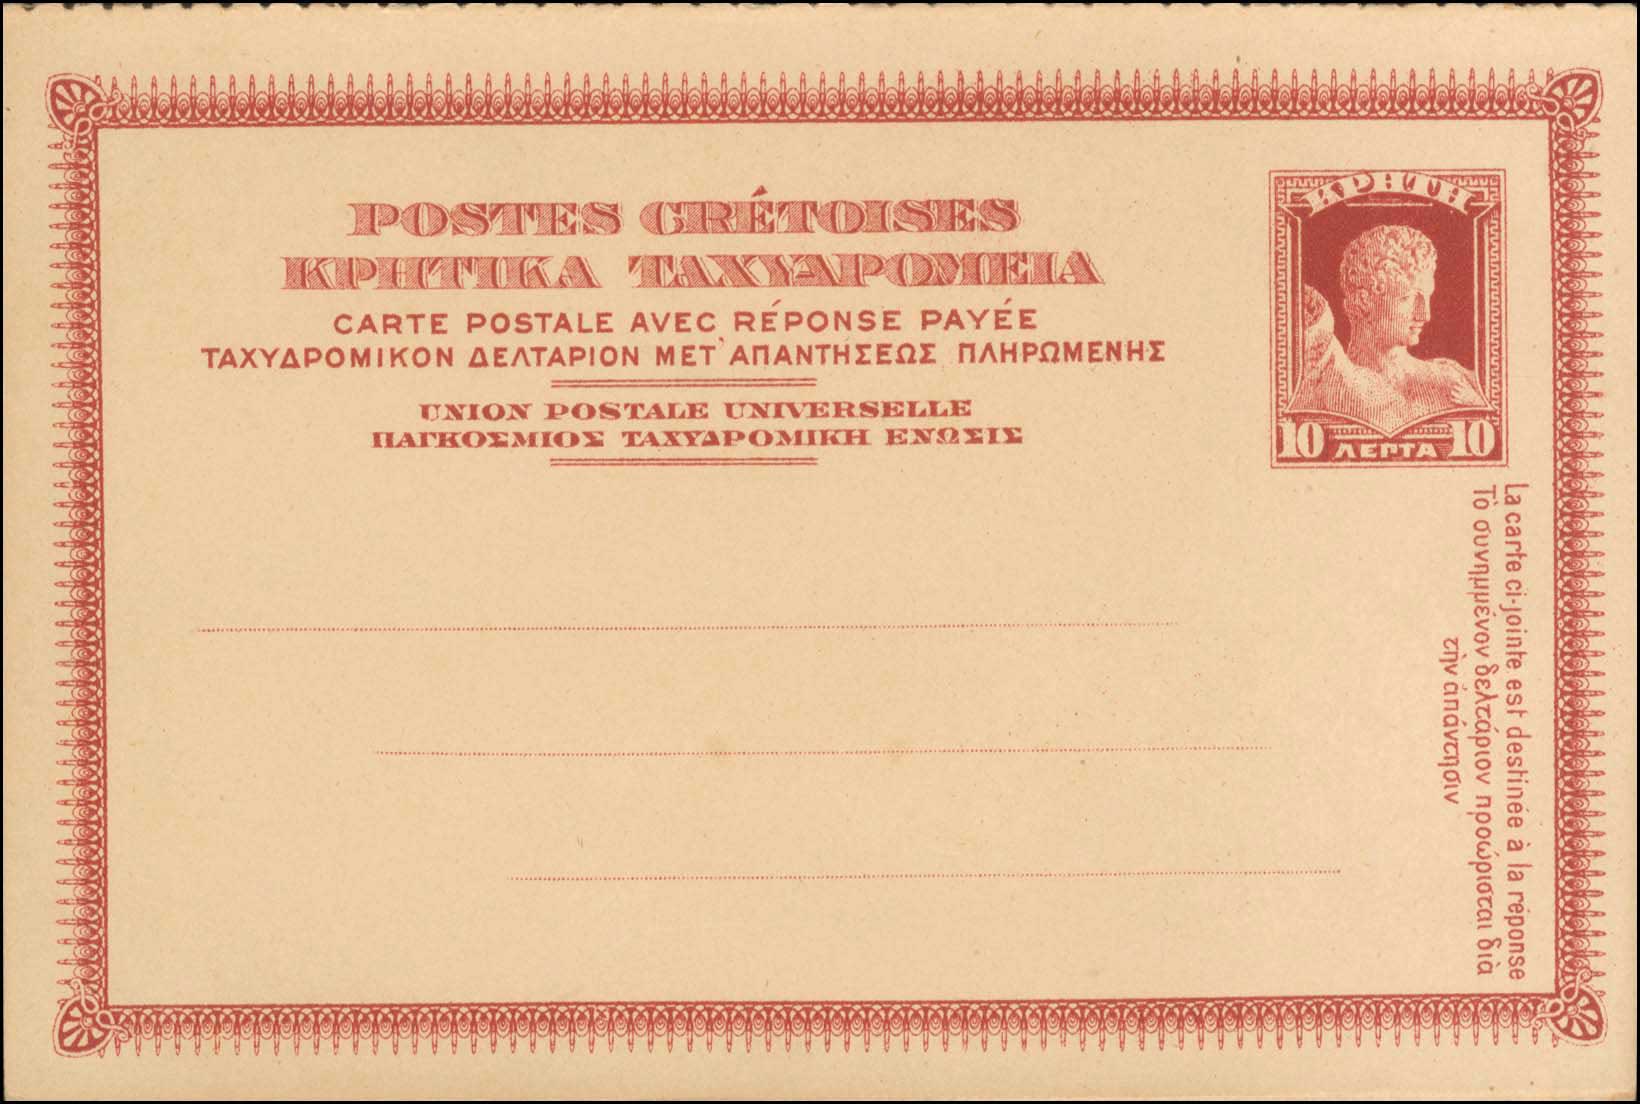 POSTES CRÉTOISES
ΚΡΗΤΙΚΑ ΤΑΧΥΔΡΟΜΕΙΑ
CARTE POSTALE AVEC RÉPONSE PAYÉE
ΤΑΧΥΔΡΟΜΙΚΟΝ ΔΕΛΤΑΡΙΟΝ ΜΕΤ' ΑΠΑΝΤΗΣΕΩΣ ΠΛΗΡΩΜΕΝΗΣ
UNION POSTALE UNIVERSELLE
ΠΑΓΚΟΣΜΙΟΣ ΤΑΧΥΔΡΟΜΙΚΗ ΕΝΩΣΙΣ
ΚΡΗΤΗ
10 ΛΕΠΤΑ 10
La carte ci-jointe est destinée à la réponse
Τὸ συνημμένον δελτάριον προώρισται διὰ
τὴν ἀπάντησιν